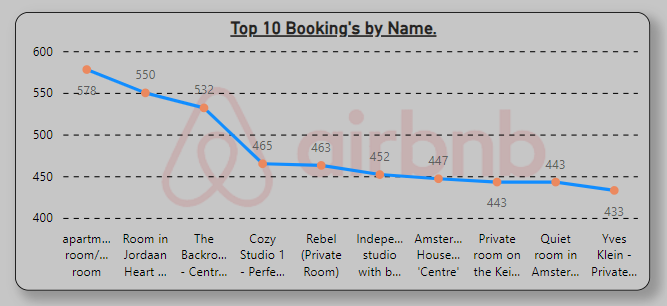 Top 10 Booking's by Name.
600
550
500
450
400
578
550
532
465
463
452
447
443
443
433
airbnb
apartm...
room/...
room
Room in
Jordaan
Heart ...
The
Backro...
- Centr...
Cozy
Studio 1
- Perfe...
Rebel
(Private
Room)
Indepe...
studio
with b...
Amster...
House...
'Centre'
Private
room on
the Kei...
Quiet
room in
Amster...
Yves
Klein -
Private...